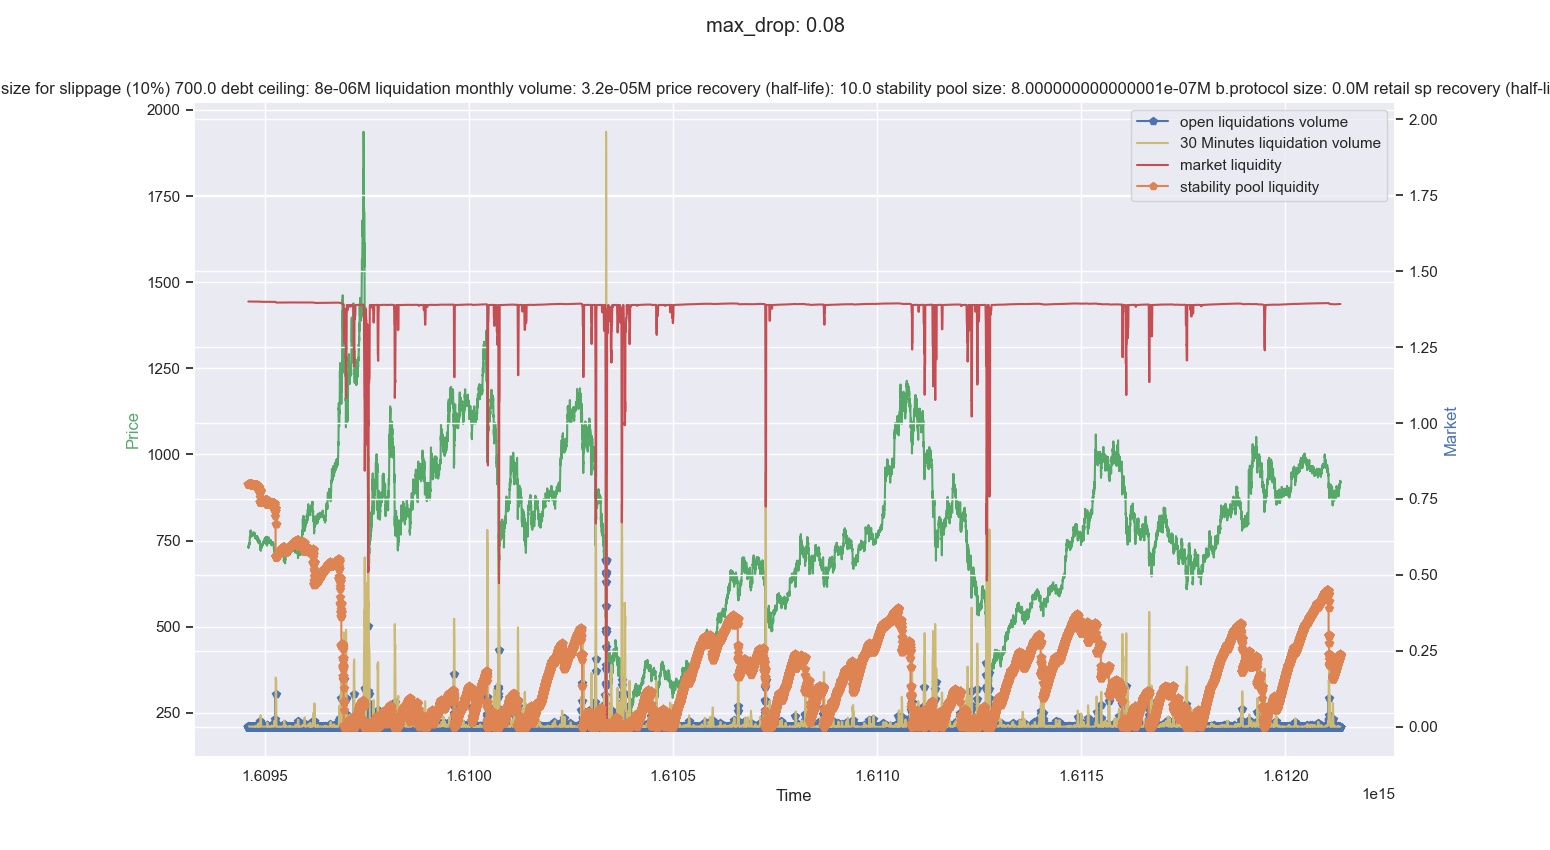 max_drop: 0.08
size for slippage (10%) 700.0 debt ceiling: 8e-06M liquidation monthly volume: 3.2e-05M price recovery (half-life): 10.0 stability pool size: 8.000000000000001e-07M b.protocol size: 0.0M retail sp recovery (half-li
2000
1750
1500
1250
1000
750
500
250
Price
open liquidations volume
30 Minutes liquidation volume
market liquidity
stability pool liquidity
2.00
1.75
1.50
1.25
1.00
0.75
0.50
0.25
0.00
Market
1.6095 1.6100 1.6105 1.6110 1.6115 1.6120
Time
1e15